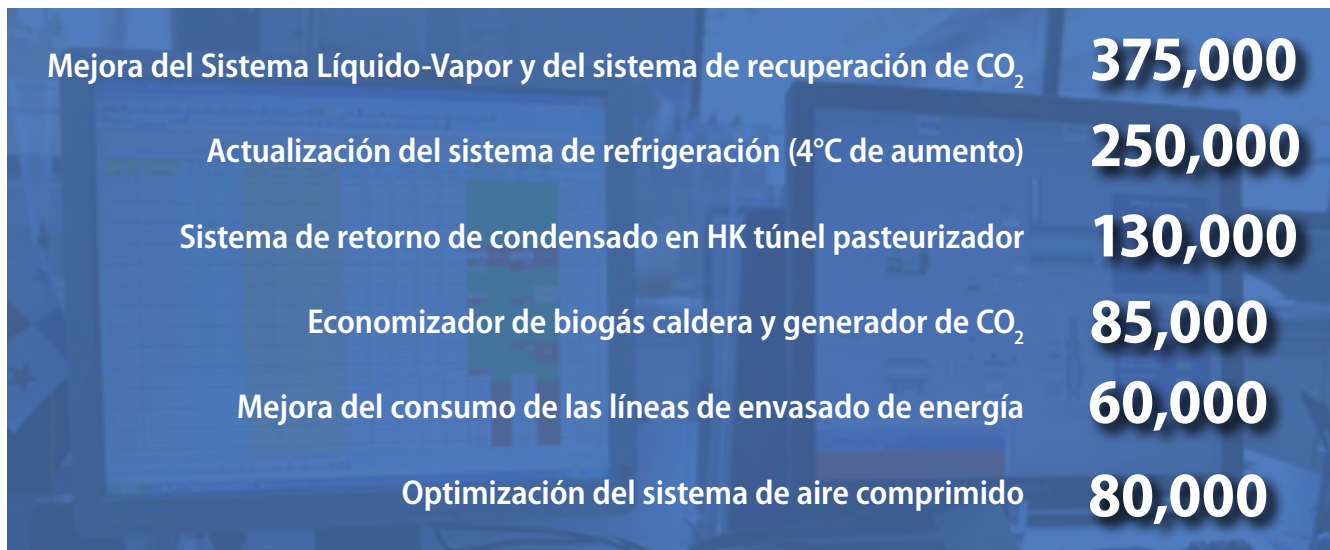 Mejora del Sistema Líquido-Vapor y del sistema de recuperación de CO₂ 375,000
Actualización del sistema de refrigeración (4°C de aumento) 250,000
Sistema de retorno de condensado en HK túnel pasteurizador 130,000
Economizador de biogás caldera y generador de CO₂ 85,000
Mejora del consumo de las líneas de envasado de energía 60,000
Optimización del sistema de aire comprimido 80,000